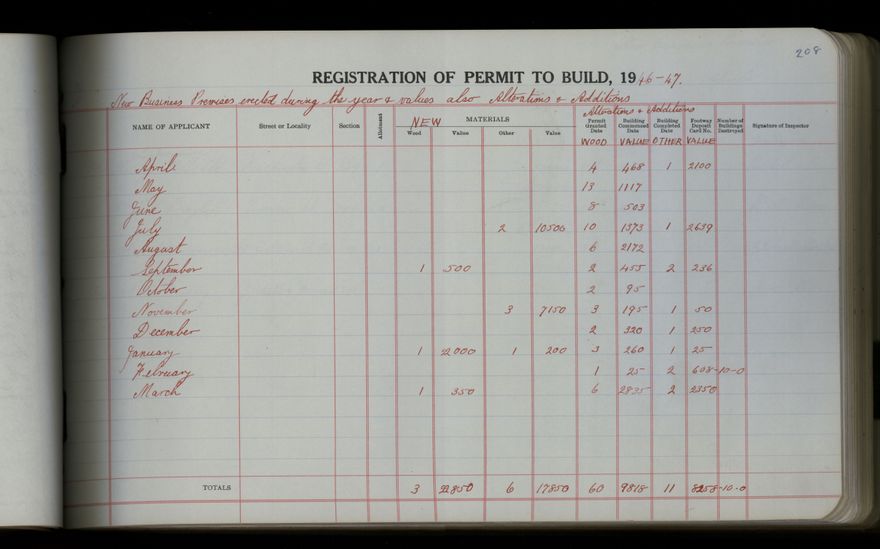 208
REGISTRATION OF PERMIT TO BUILD, 1946-47.
New Business Premises erected during the year & values also Alterations & Additions
NAME OF APPLICANT Street or Locality Section Allotment NEW MATERIALS Wood Value Other Value Alterations & Additions Permit Granted Date Building Commenced Date Building Completed Date Footway Deposit Card No. Number of Buildings Destroyed Signature of Inspector
WOOD VALUE OTHER VALUE
April 4 468 1 2100
May 13 1117
June 8 503
July 2 10500 10 1373 1 2639
August 6 2172
September 1 500 2 455 2 236
October 2 95
November 3 7150 3 195 1 50
December 2 320 1 250
January 1 22000 1 200 3 260 1 25
February 1 25 2 608-10-0
March 1 350 6 2835 2 2350
TOTALS 3 22850 6 17850 60 9818 11 8258-10-0